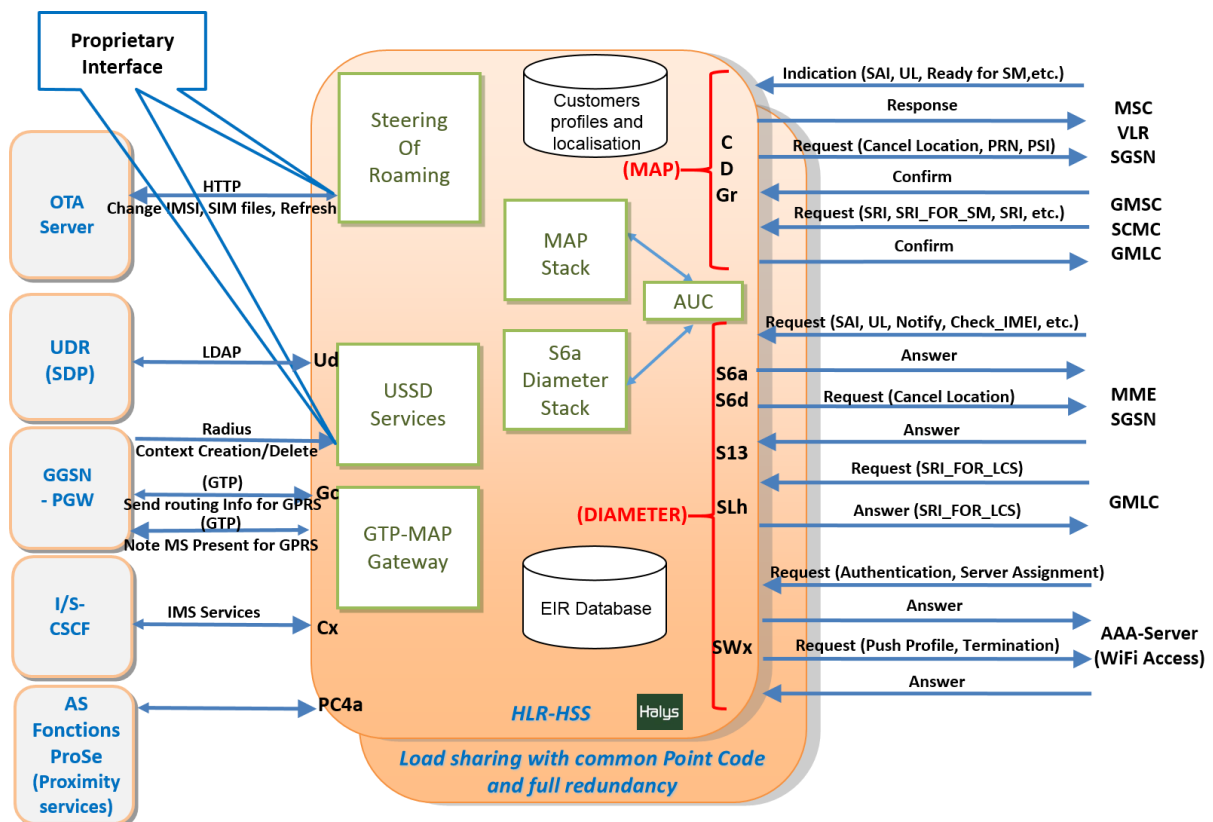 Proprietary
Interface
OTA
Server
HTTP
Change IMSI, SIM files, Refresh
UDR
(SDP)
LDAP
Ud
GGSN
- PGW
Radius
Context Creation/Delete
(GTP)
Gc
Send routing Info for GPRS
(GTP)
Note MS Present for GPRS
I/S-
CSCF
IMS Services
Cx
AS
Fonctions
ProSe
(Proximity
services)
PC4a
Steering
Of
Roaming
USSD
Services
GTP-MAP
Gateway
Customers
profiles and
localisation
MAP
Stack
AUC
S6a
Diameter
Stack
EIR Database
HLR-HSS
Halys
Load sharing with common Point Code
and full redundancy
(MAP)
C
D
Gr
(DIAMETER)
S6a
S6d
S13
SLh
SWx
Indication (SAI, UL, Ready for SM,etc.)
Response
Request (Cancel Location, PRN, PSI)
Confirm
Request (SRI, SRI_FOR_SM, SRI, etc.)
Confirm
MSC
VLR
SGSN
GMSC
SCMC
GMLC
Request (SAI, UL, Notify, Check_IMEI, etc.)
Answer
Request (Cancel Location)
Answer
MME
SGSN
Request (SRI_FOR_LCS)
Answer (SRI_FOR_LCS)
GMLC
Request (Authentication, Server Assignment)
Answer
Request (Push Profile, Termination)
Answer
AAA-Server
(WiFi Access)